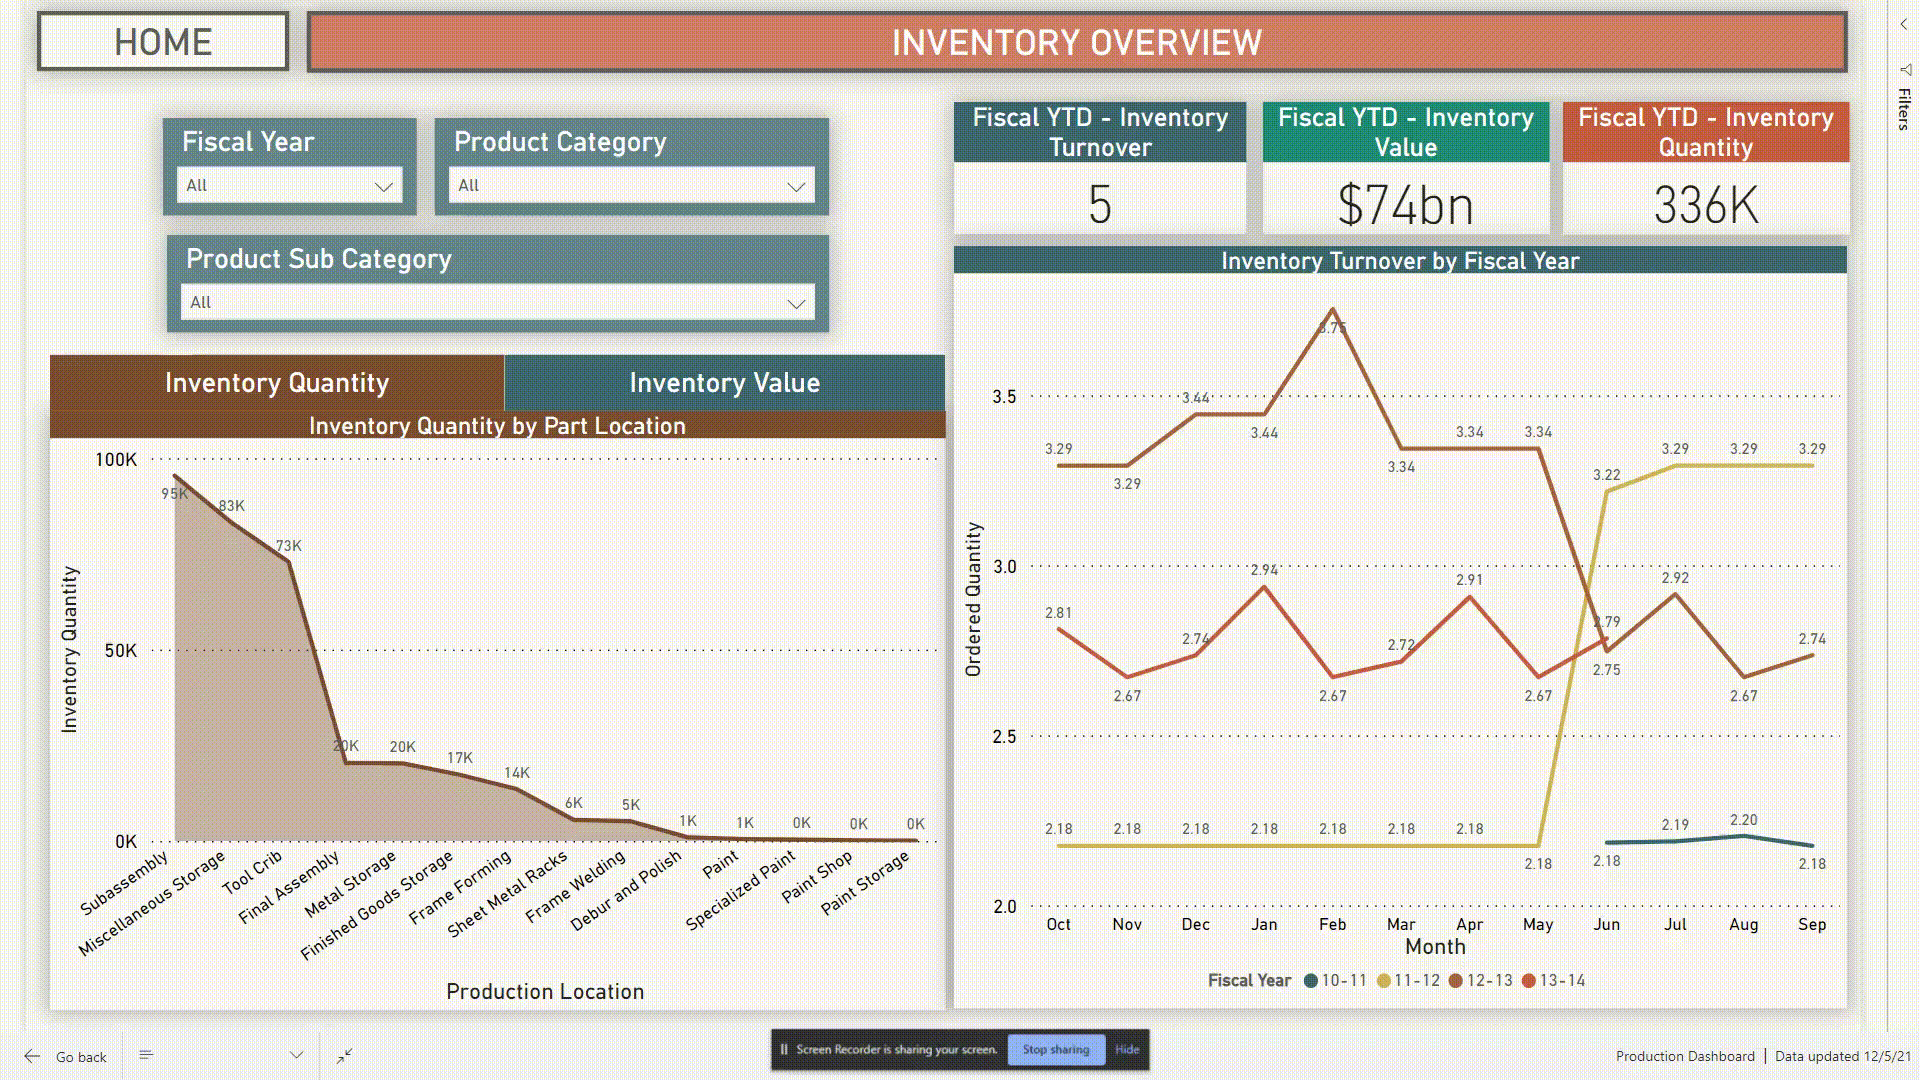 HOME
INVENTORY OVERVIEW
Filters
Fiscal Year
All
Product Category
All
Product Sub Category
All
Fiscal YTD - Inventory
Turnover
5
Fiscal YTD - Inventory
Value
$74bn
Fiscal YTD - Inventory
Quantity
336K
Inventory Quantity
Inventory Value
Inventory Quantity by Part Location
Inventory Quantity
100K
50K
0K
95K
83K
73K
20K
20K
17K
14K
6K
5K
1K
1K
0K
0K
0K
Subassembly
Miscellaneous Storage
Tool Crib
Final Assembly
Metal Storage
Finished Goods Storage
Frame Forming
Sheet Metal Racks
Frame Welding
Debur and Polish
Paint
Specialized Paint
Paint Shop
Paint Storage
Production Location
Inventory Turnover by Fiscal Year
Ordered Quantity
3.5
3.0
2.5
2.0
3.29
3.29
3.44
3.44
3.75
3.34
3.34
3.34
3.22
3.29
3.29
3.29
2.81
2.67
2.74
2.94
2.67
2.72
2.91
2.67
2.79
2.75
2.92
2.67
2.74
2.18
2.18
2.18
2.18
2.18
2.18
2.18
2.18
2.18
2.19
2.20
2.18
Oct Nov Dec Jan Feb Mar Apr May Jun Jul Aug Sep
Month
Fiscal Year 10-11 11-12 12-13 13-14
Go back
Screen Recorder is sharing your screen. Stop sharing Hide
Production Dashboard | Data updated 12/5/21